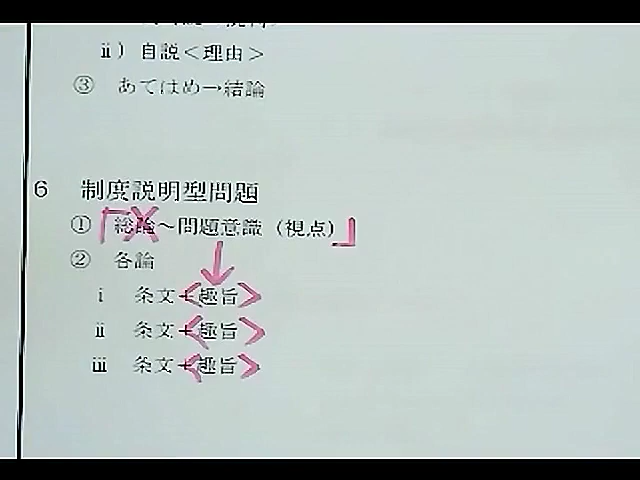 ⅱ）自説＜理由＞
③ あてはめ→結論
6 制度説明型問題
①「総論～問題意識（視点）」
② 各論
ⅰ 条文＋＜趣旨＞
ⅱ 条文＋＜趣旨＞
ⅲ 条文＋＜趣旨＞